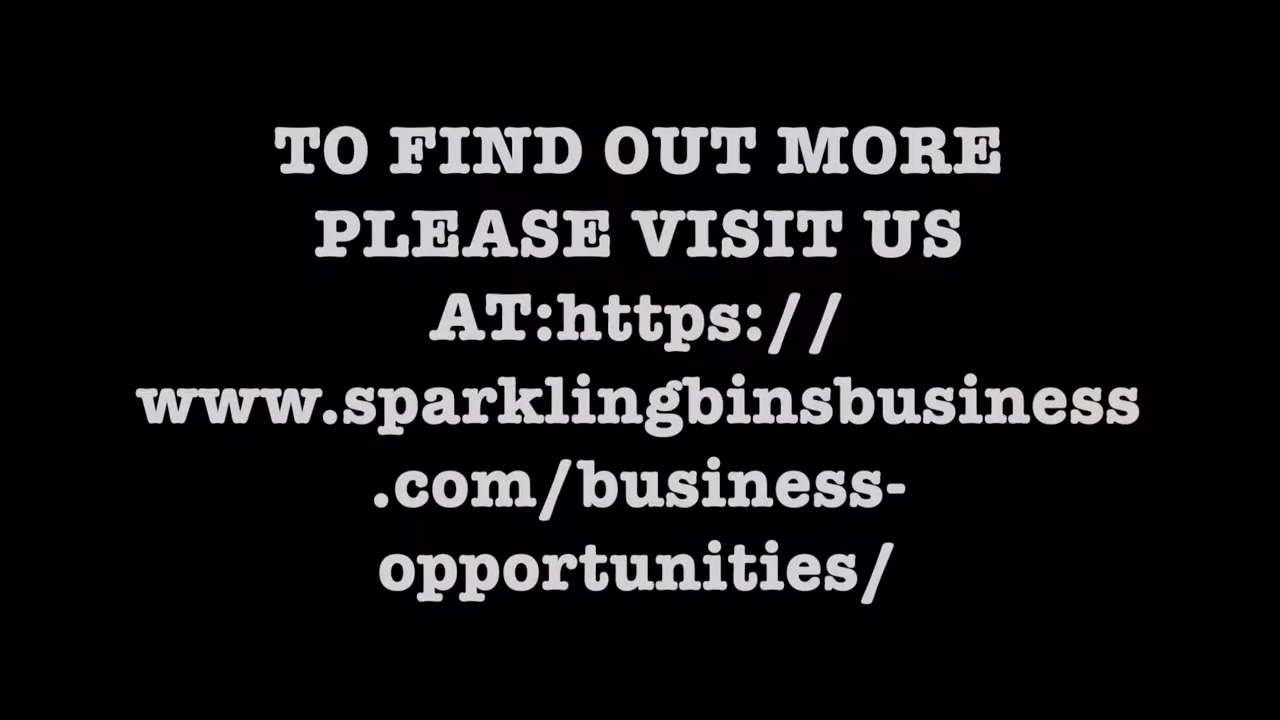 TO FIND OUT MORE
PLEASE VISIT US
AT:https://
www.sparklingbinsbusiness
.com/business-
opportunities/